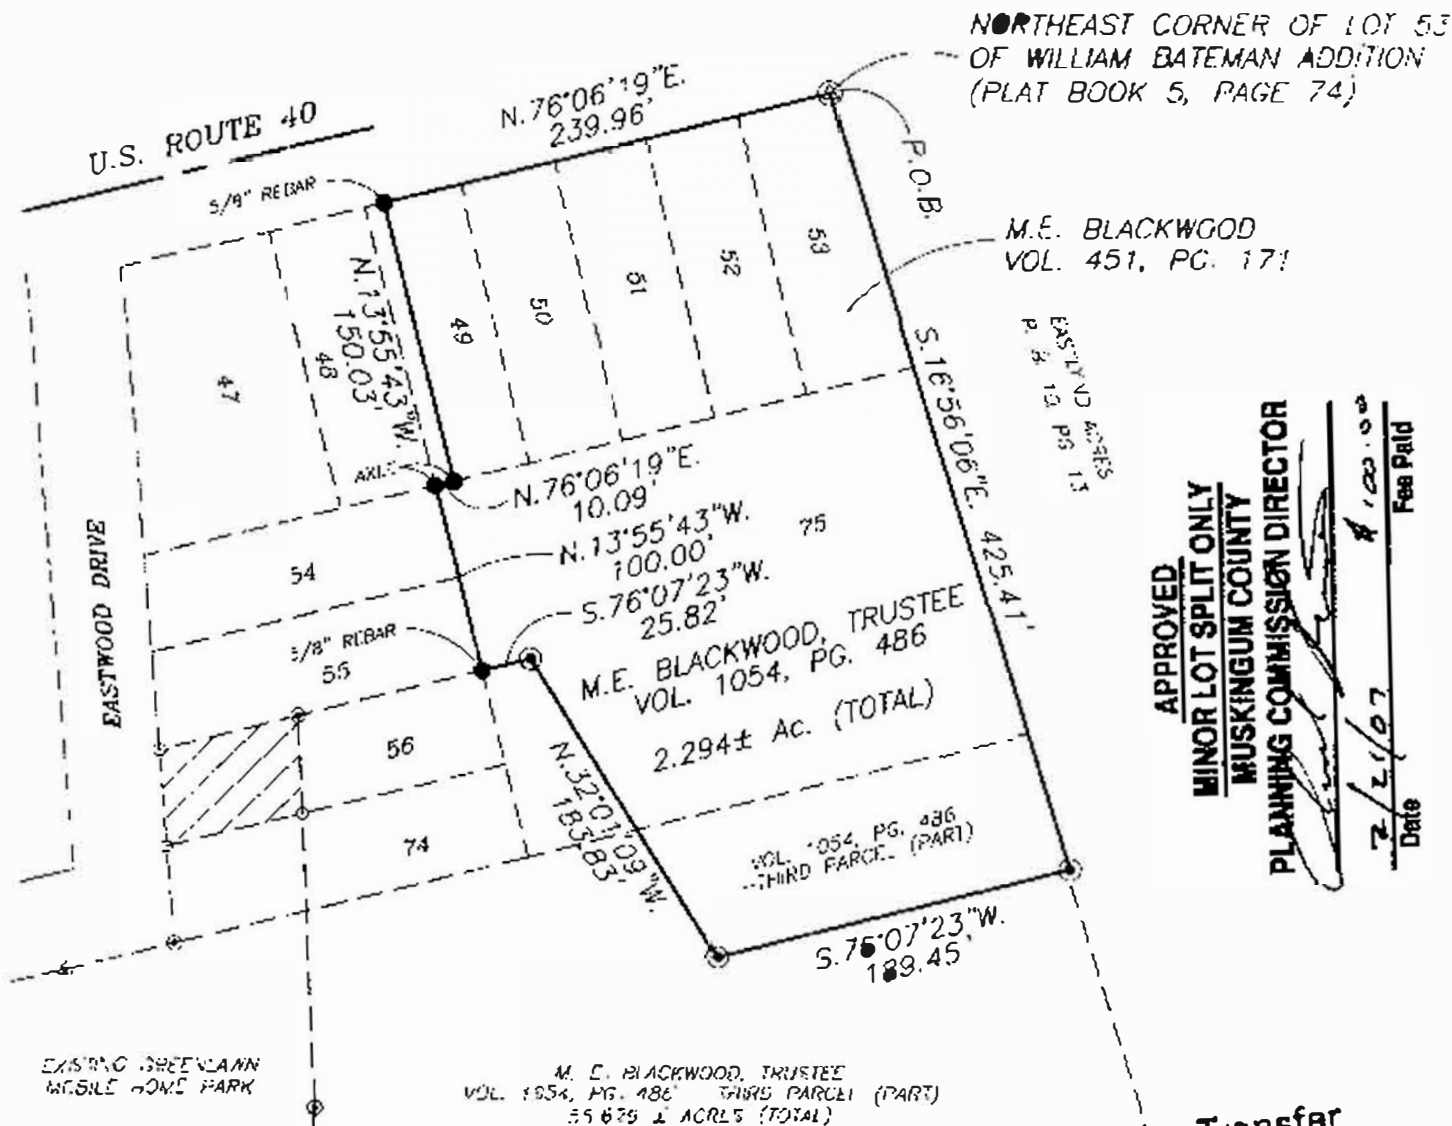 NORTHEAST CORNER OF LOT 53
OF WILLIAM BATEMAN ADDITION
(PLAT BOOK 5, PAGE 74)
N.76°06'19"E.
239.96'
U.S. ROUTE 40
5/8" REBAR
P.O.B.
M.E. BLACKWOOD
VOL. 451, PG. 171
47
48
49
50
51
52
53
N.13°55'43"W.
150.03'
S.16°56'06"E. 425.41'
P. B. 10, PG 13
AXLE
N.76°06'19"E.
10.09'
N.13°55'43"W.
100.00'
S.76°07'23"W.
25.82'
75
EASTWOOD DRIVE
54
5/8" REBAR
55
56
74
M.E. BLACKWOOD, TRUSTEE
VOL. 1054, PG. 486
2.294± Ac. (TOTAL)
N.32°01'09"W.
183.83'
VOL. 1054, PG. 486
THIRD PARCEL (PART)
S.76°07'23"W.
45'
EXISTING
MOBILE HOME PARK
M. E. BLACKWOOD, TRUSTEE
VOL. 1054, PG. 486 THIRD PARCEL (PART)
ACRES (TOTAL)
APPROVED
MINOR LOT SPLIT ONLY
MUSKINGUM COUNTY
PLANNING COMMISSION DIRECTOR
$ 100.00
Date
Fee Paid
Transfer